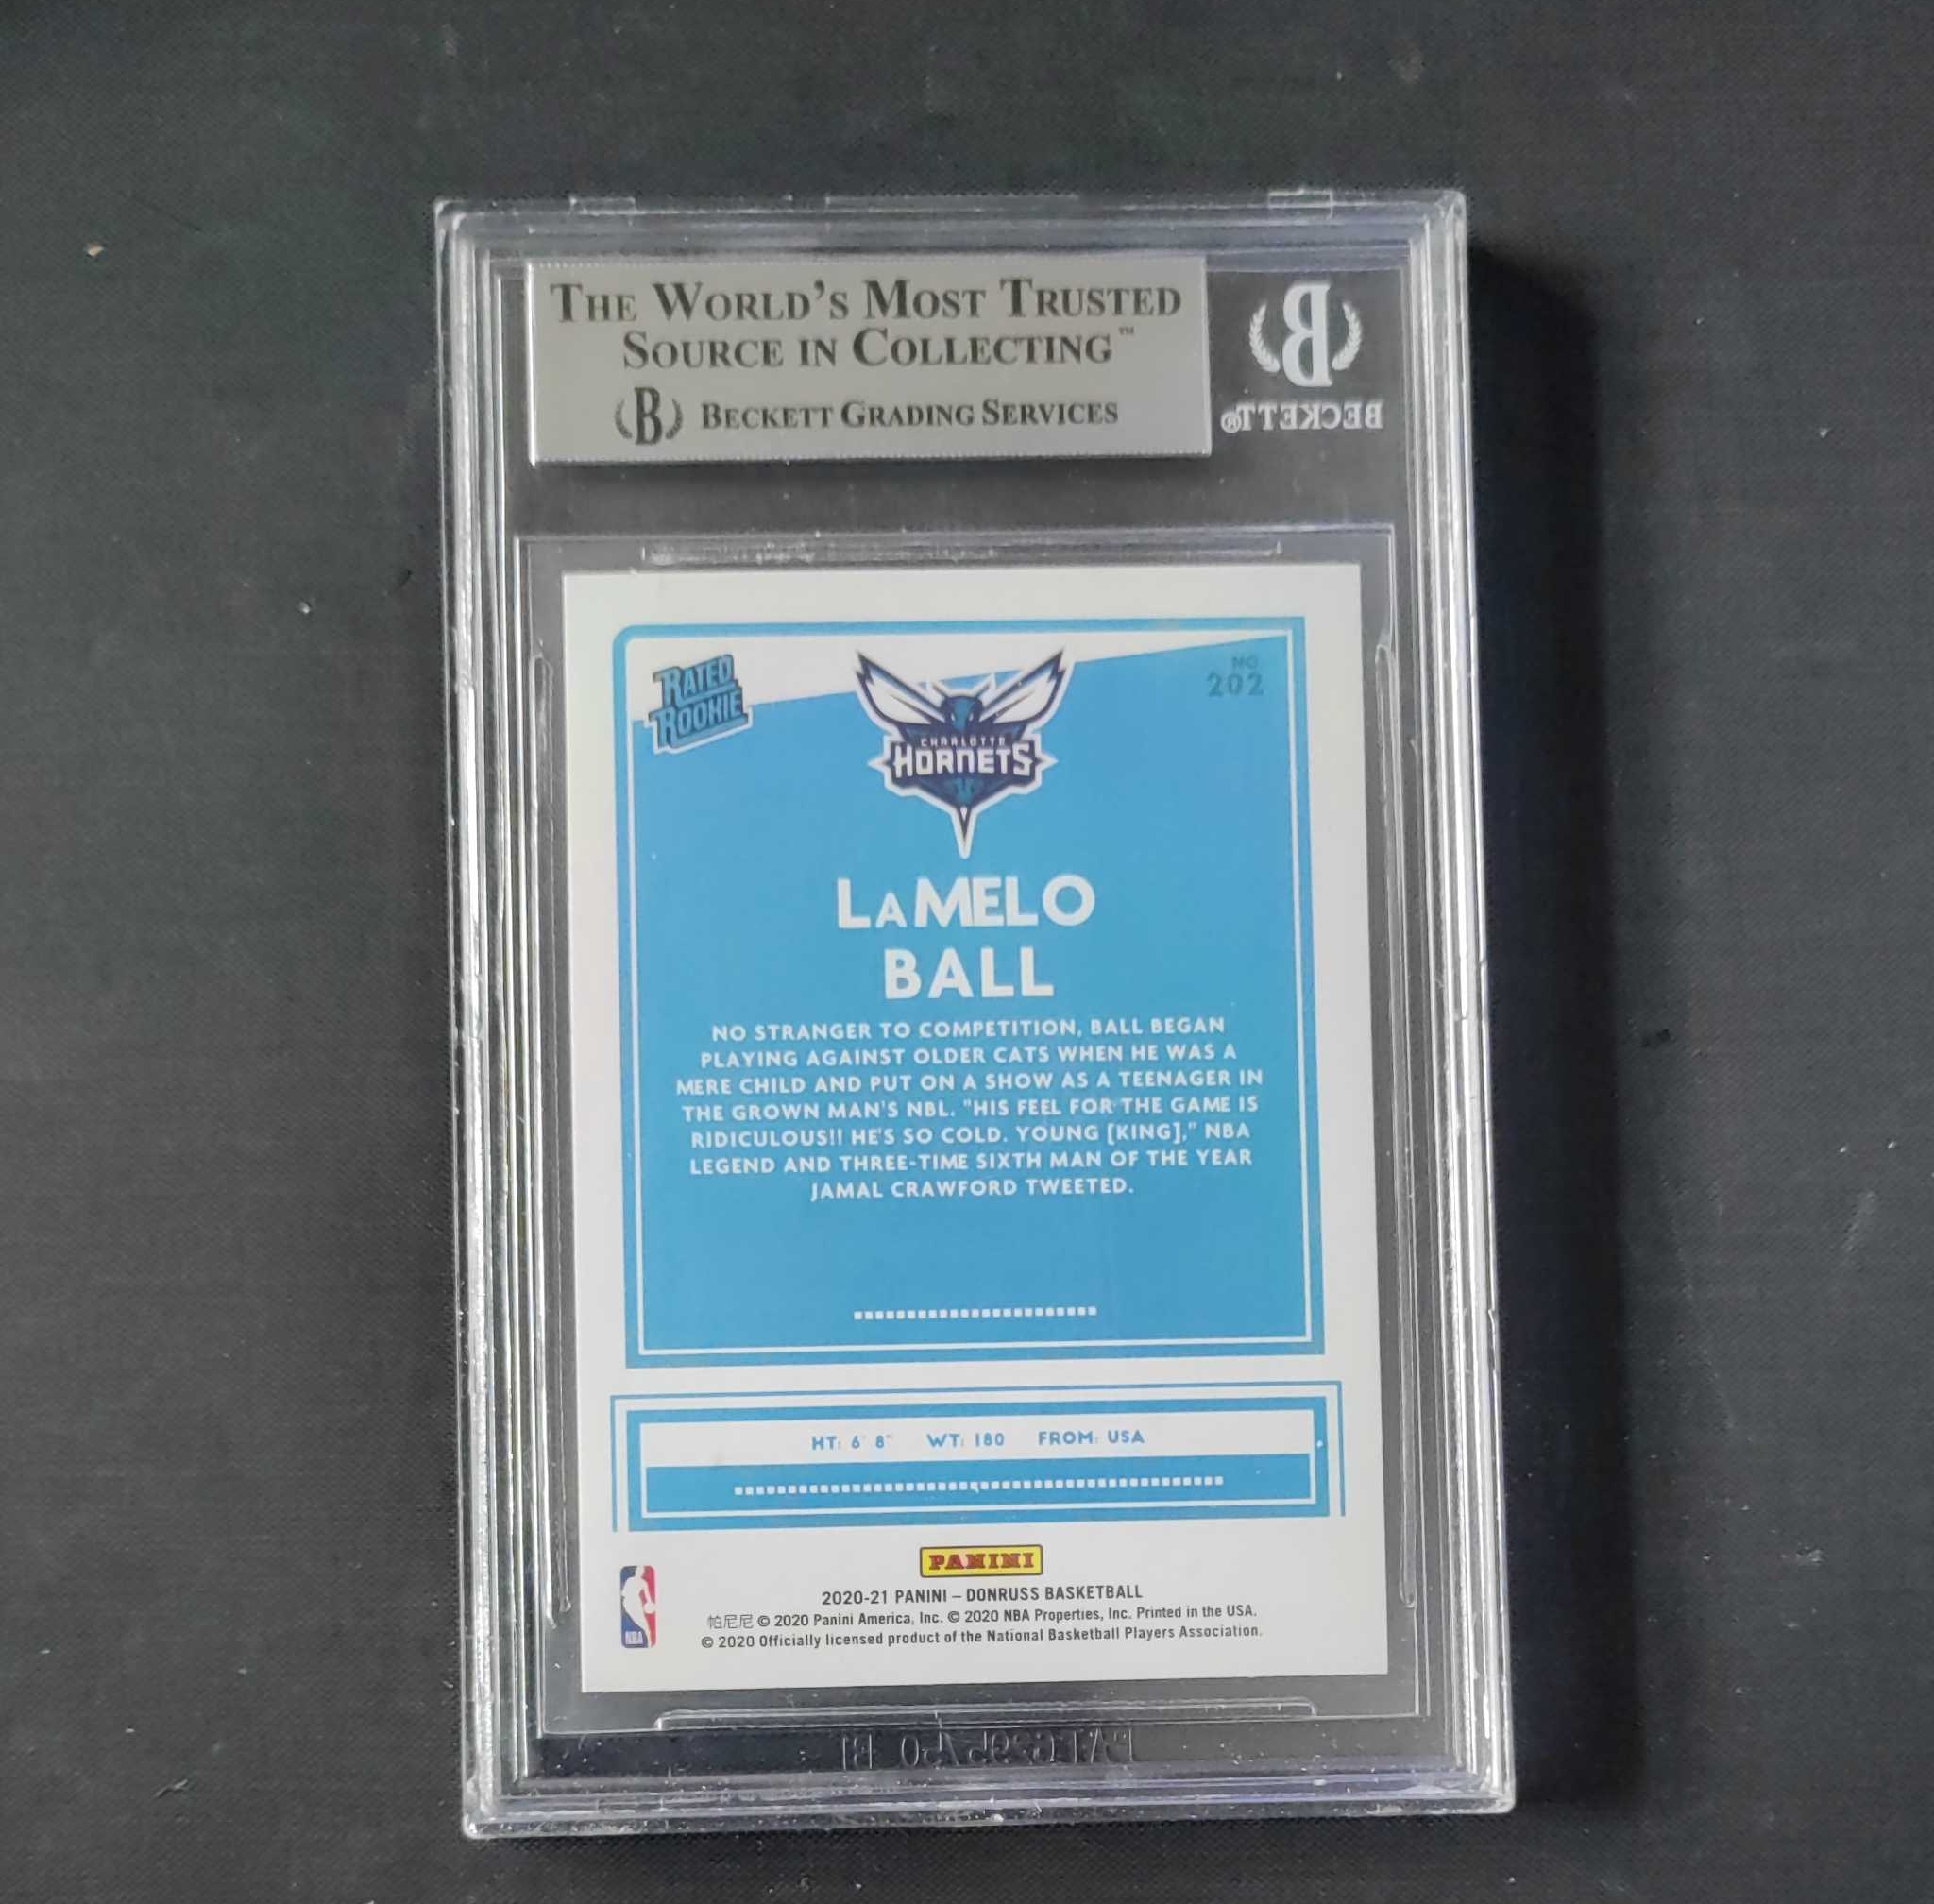 THE WORLD'S MOST TRUSTED
SOURCE IN COLLECTING™
B BECKETT GRADING SERVICES
B
BECKETT®
RATED
ROOKIE
NO
202
CHARLOTTE
HORNETS
LAMELO
BALL
NO STRANGER TO COMPETITION, BALL BEGAN
PLAYING AGAINST OLDER CATS WHEN HE WAS A
MERE CHILD AND PUT ON A SHOW AS A TEENAGER IN
THE GROWN MAN'S NBL. "HIS FEEL FOR THE GAME IS
RIDICULOUS!! HE'S SO COLD. YOUNG [KING]," NBA
LEGEND AND THREE-TIME SIXTH MAN OF THE YEAR
JAMAL CRAWFORD TWEETED.
HT: 6' 8" WT: 180 FROM: USA
PANINI
NBA
2020-21 PANINI – DONRUSS BASKETBALL
帕尼尼 © 2020 Panini America, Inc. © 2020 NBA Properties, Inc. Printed in the USA.
© 2020 Officially licensed product of the National Basketball Players Association.